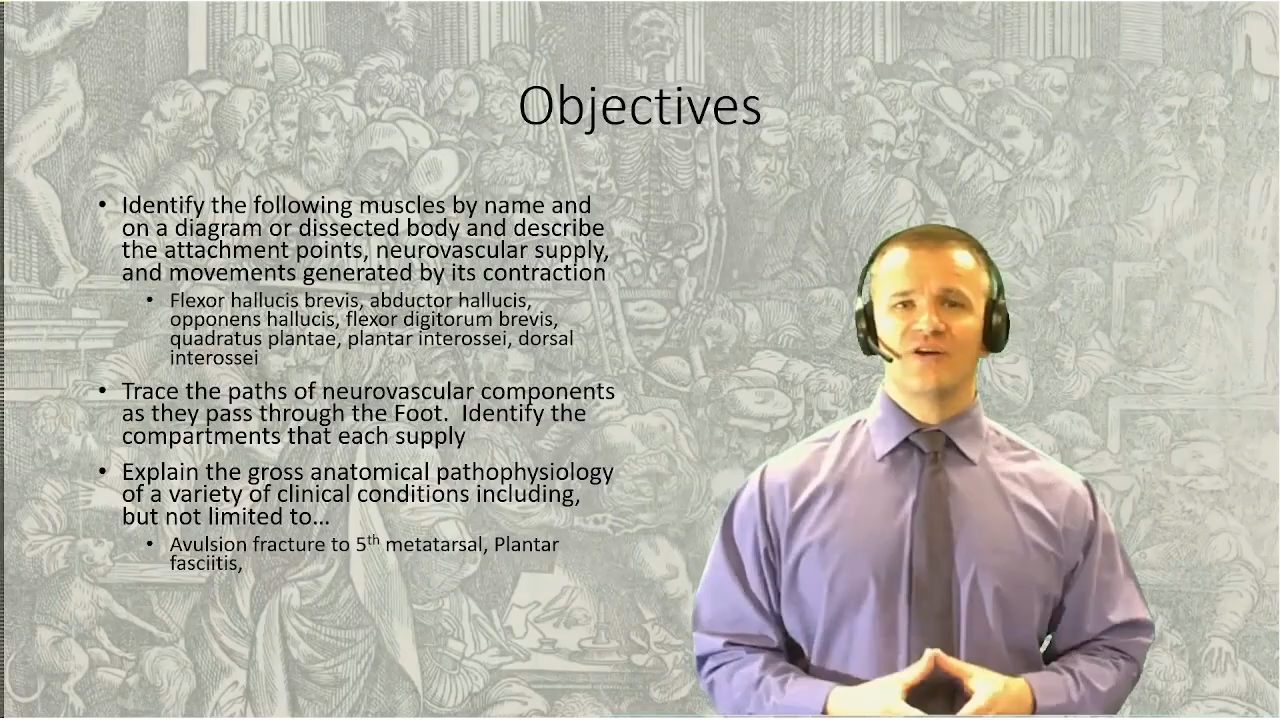 Objectives
• Identify the following muscles by name and
on a diagram or dissected body and describe
the attachment points, neurovascular supply,
and movements generated by its contraction
• Flexor hallucis brevis, abductor hallucis,
opponens hallucis, flexor digitorum brevis,
quadratus plantae, plantar interossei, dorsal
interossei
• Trace the paths of neurovascular components
as they pass through the Foot.  Identify the
compartments that each supply
• Explain the gross anatomical pathophysiology
of a variety of clinical conditions including,
but not limited to…
• Avulsion fracture to 5th metatarsal, Plantar
fasciitis,